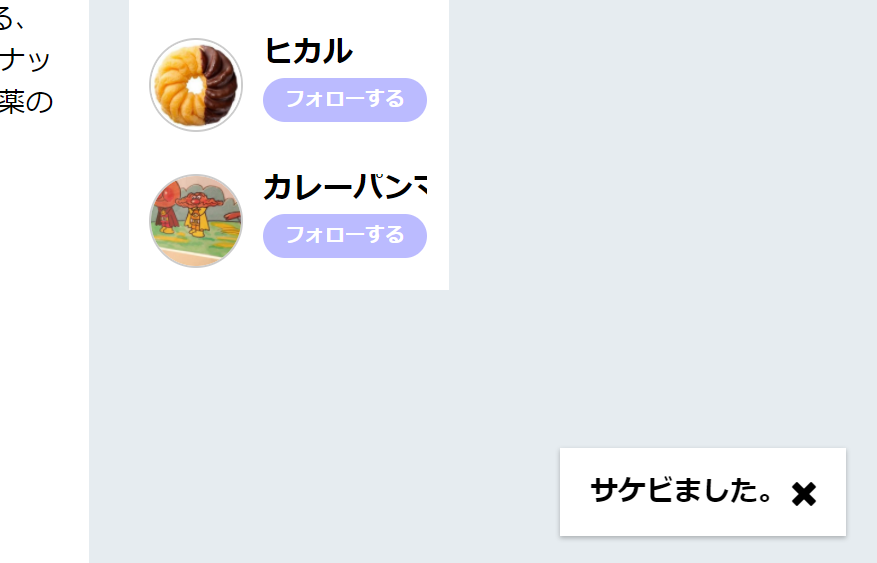 る、
ナッ
薬の
ヒカル
フォローする
カレーパンマ
フォローする
サケビました。 ✖